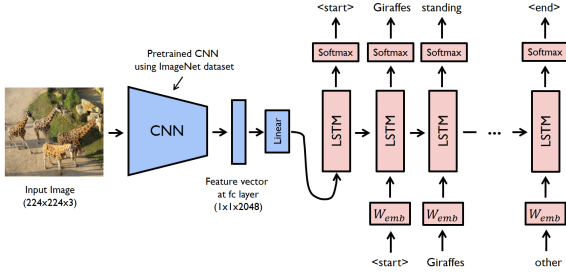 <start> Giraffes standing <end>
Softmax Softmax Softmax Softmax
Pretrained CNN
using ImageNet dataset
CNN
Linear
LSTM LSTM LSTM ... LSTM
Feature vector
at fc layer
(1x1x2048)
Input Image
(224x224x3)
W_emb W_emb W_emb
<start> Giraffes other